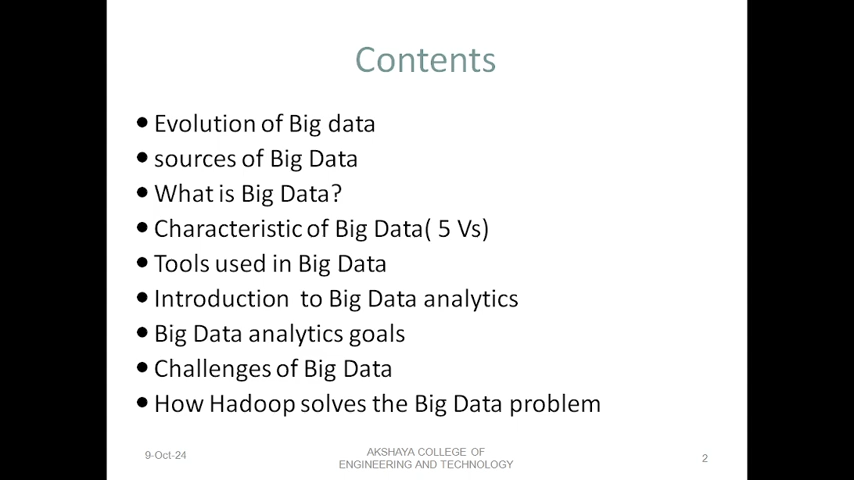 Contents
● Evolution of Big data
● sources of Big Data
● What is Big Data?
● Characteristic of Big Data( 5 Vs)
● Tools used in Big Data
● Introduction  to Big Data analytics
● Big Data analytics goals
● Challenges of Big Data
● How Hadoop solves the Big Data problem
9-Oct-24
AKSHAYA COLLEGE OF
ENGINEERING AND TECHNOLOGY
2